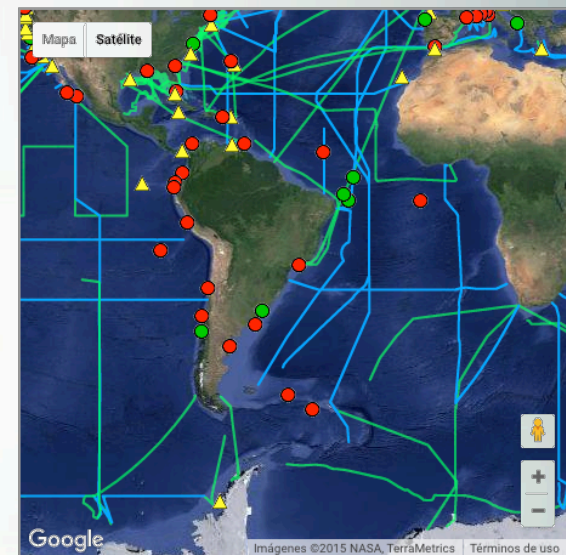 Mapa Satélite
+
−
Google
Imágenes ©2015 NASA, TerraMetrics Términos de uso